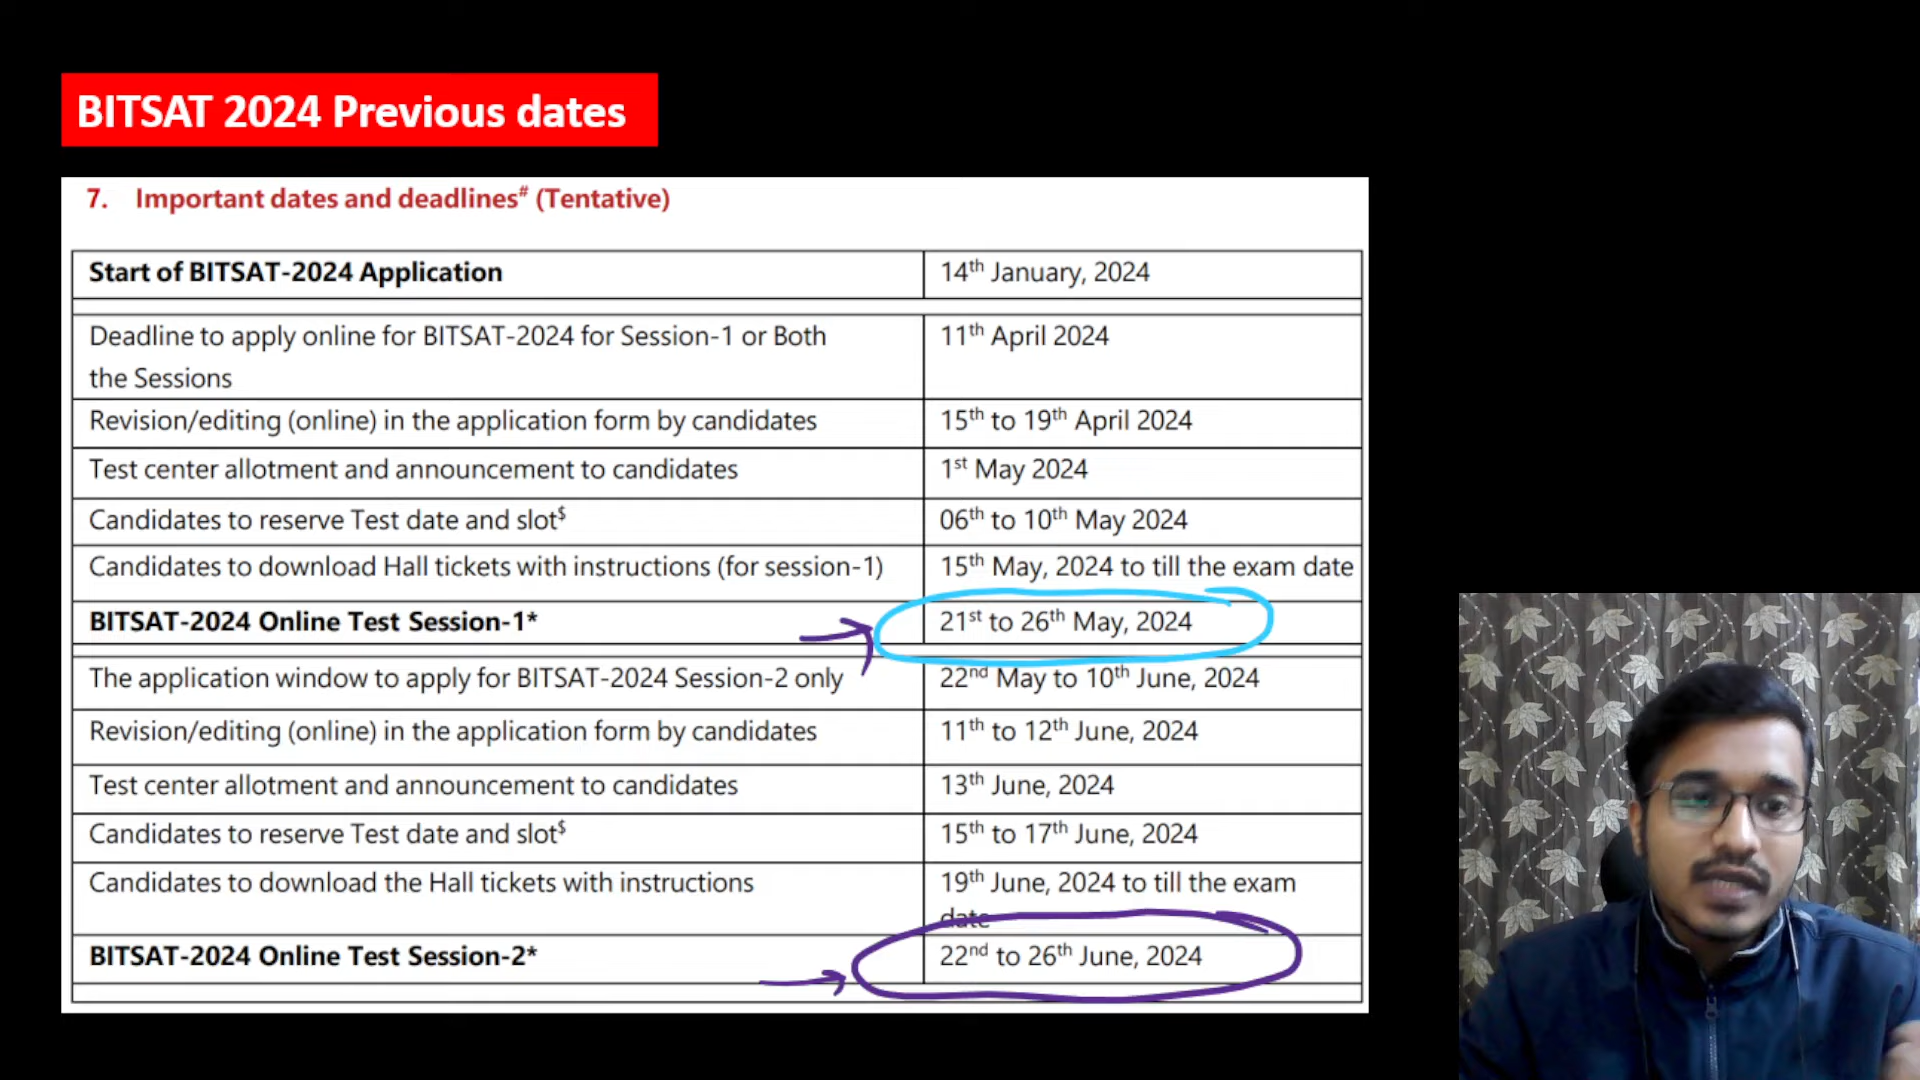 BITSAT 2024 Previous dates
7. Important dates and deadlines# (Tentative)
Start of BITSAT-2024 Application 14th January, 2024
Deadline to apply online for BITSAT-2024 for Session-1 or Both 11th April 2024
the Sessions
Revision/editing (online) in the application form by candidates 15th to 19th April 2024
Test center allotment and announcement to candidates 1st May 2024
Candidates to reserve Test date and slot$ 06th to 10th May 2024
Candidates to download Hall tickets with instructions (for session-1) 15th May, 2024 to till the exam date
BITSAT-2024 Online Test Session-1* 21st to 26th May, 2024
The application window to apply for BITSAT-2024 Session-2 only 22nd May to 10th June, 2024
Revision/editing (online) in the application form by candidates 11th to 12th June, 2024
Test center allotment and announcement to candidates 13th June, 2024
Candidates to reserve Test date and slot$ 15th to 17th June, 2024
Candidates to download the Hall tickets with instructions 19th June, 2024 to till the exam
date
BITSAT-2024 Online Test Session-2* 22nd to 26th June, 2024